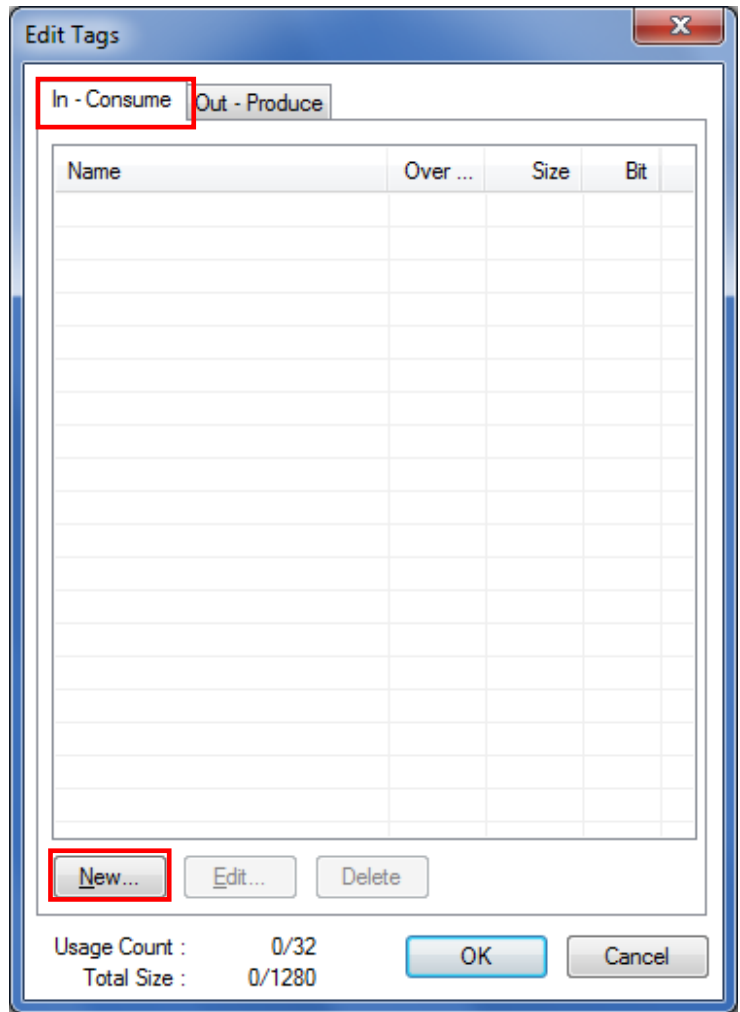 Edit Tags
In - Consume Out - Produce
Name Over ... Size Bit
New... Edit... Delete
Usage Count : 0/32
Total Size : 0/1280
OK Cancel